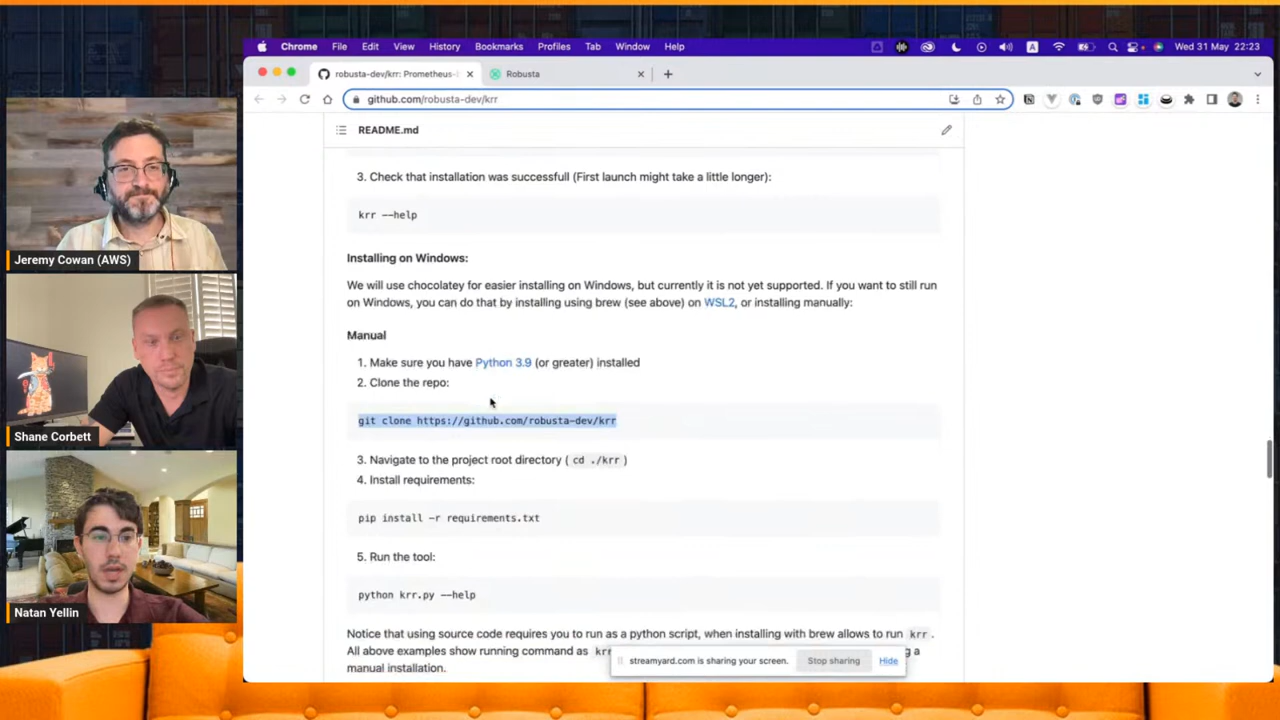 Chrome File Edit View History Bookmarks Profiles Tab Window Help
A
Wed 31 May 22:23
robusta-dev/krr: Prometheus-
Robusta
github.com/robusta-dev/krr
README.md
3. Check that installation was successfull (First launch might take a little longer):
krr --help
Installing on Windows:
We will use chocolatey for easier installing on Windows, but currently it is not yet supported. If you want to still run
on Windows, you can do that by installing using brew (see above) on WSL2, or installing manually:
Manual
1. Make sure you have Python 3.9 (or greater) installed
2. Clone the repo:
git clone https://github.com/robusta-dev/krr
3. Navigate to the project root directory ( cd ./krr )
4. Install requirements:
pip install -r requirements.txt
5. Run the tool:
python krr.py --help
Notice that using source code requires you to run as a python script, when installing with brew allows to run krr .
All above examples show running command as krr
g a
manual installation.
streamyard.com is sharing your screen. Stop sharing Hide
Jeremy Cowan (AWS)
Shane Corbett
Natan Yellin